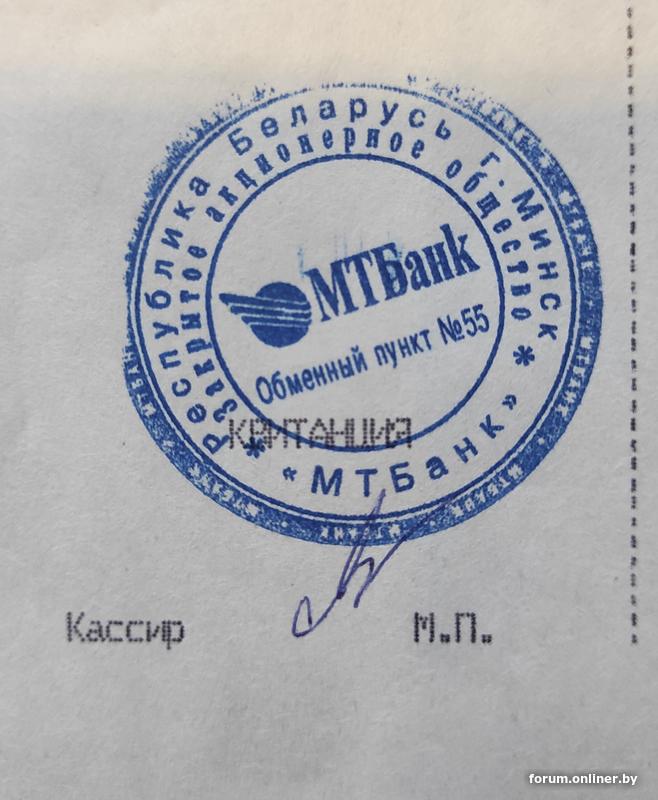 Республика Беларусь г. Минск
Закрытое акционерное общество
МТБанк
Обменный пункт №55
КВИТАНЦИЯ
* «МТБанк» *
Кассир М.П.
forum.onliner.by